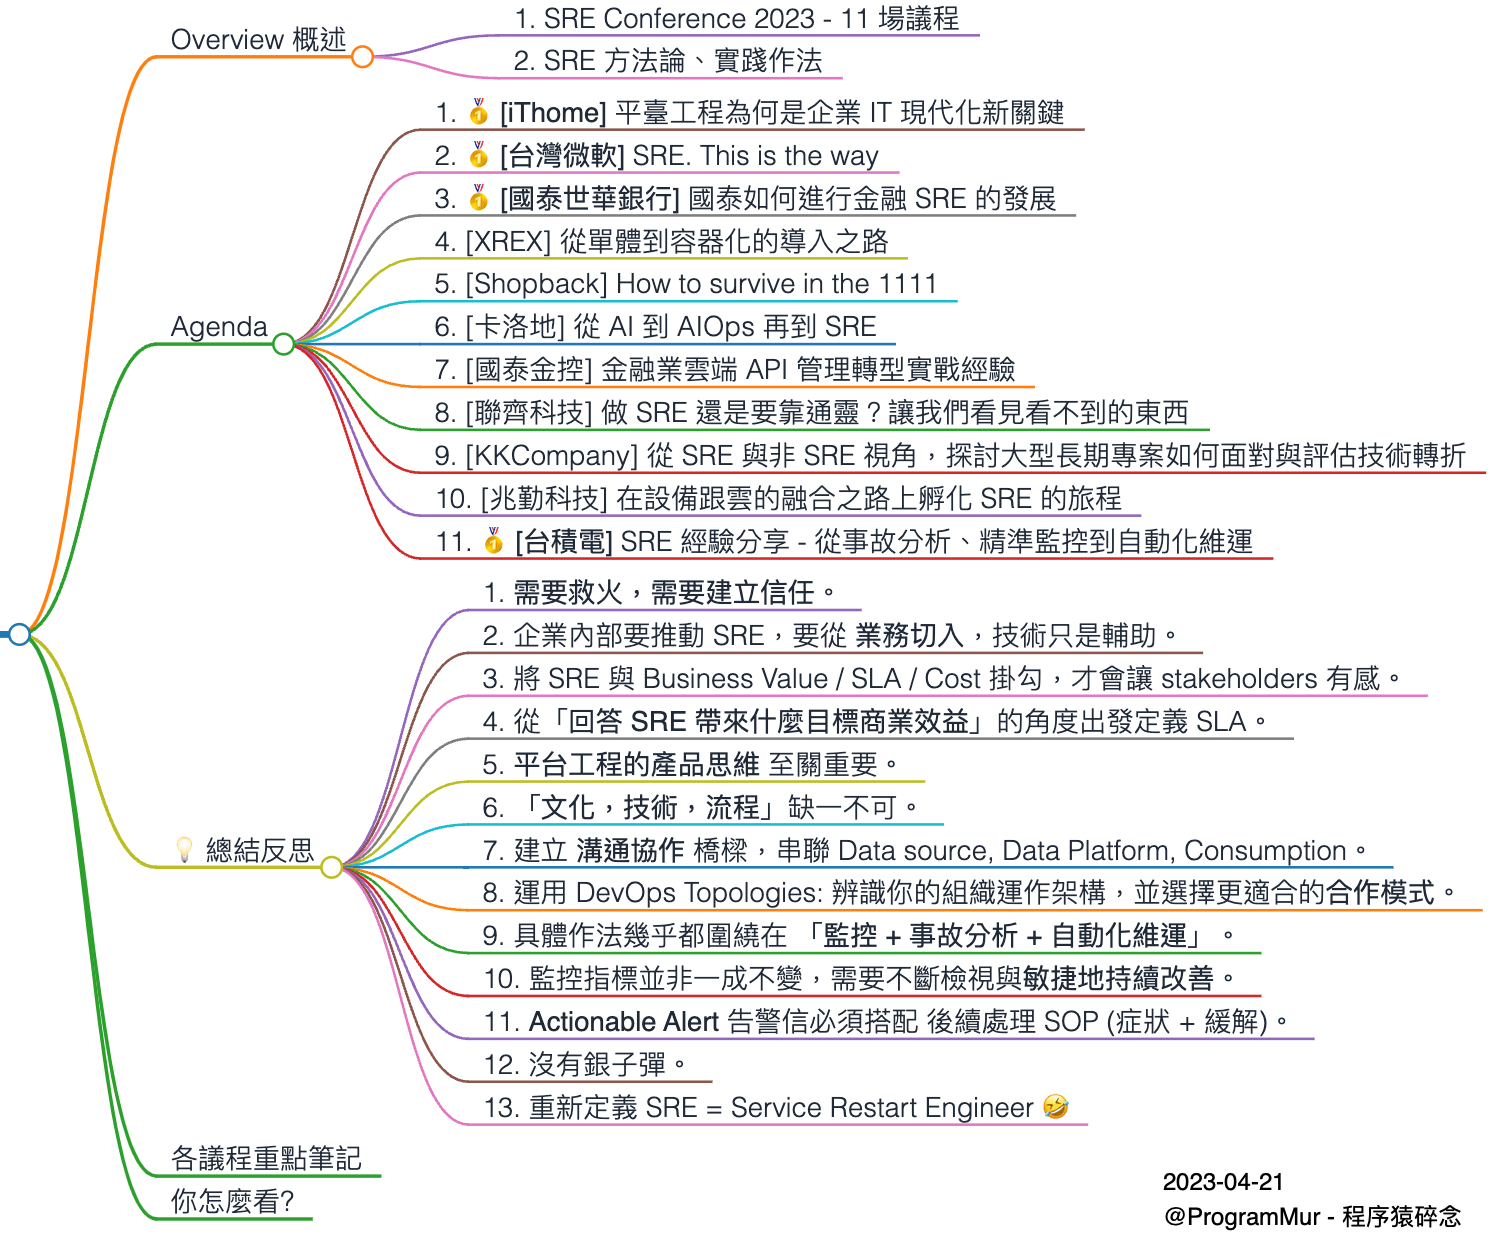 Overview 概述
1. SRE Conference 2023 - 11 場議程
2. SRE 方法論、實踐作法
Agenda
1. 🥇 [iThome] 平臺工程為何是企業 IT 現代化新關鍵
2. 🥇 [台灣微軟] SRE. This is the way
3. 🥇 [國泰世華銀行] 國泰如何進行金融 SRE 的發展
4. [XREX] 從單體到容器化的導入之路
5. [Shopback] How to survive in the 1111
6. [卡洛地] 從 AI 到 AIOps 再到 SRE
7. [國泰金控] 金融業雲端 API 管理轉型實戰經驗
8. [聯齊科技] 做 SRE 還是要靠通靈？讓我們看見看不到的東西
9. [KKCompany] 從 SRE 與非 SRE 視角，探討大型長期專案如何面對與評估技術轉折
10. [兆勤科技] 在設備跟雲的融合之路上孵化 SRE 的旅程
11. 🥇 [台積電] SRE 經驗分享 - 從事故分析、精準監控到自動化維運
💡 總結反思
1. 需要救火，需要建立信任。
2. 企業內部要推動 SRE，要從 業務切入，技術只是輔助。
3. 將 SRE 與 Business Value / SLA / Cost 掛勾，才會讓 stakeholders 有感。
4. 從「回答 SRE 帶來什麼目標商業效益」的角度出發定義 SLA。
5. 平台工程的產品思維 至關重要。
6. 「文化，技術，流程」缺一不可。
7. 建立 溝通協作 橋樑，串聯 Data source, Data Platform, Consumption。
8. 運用 DevOps Topologies: 辨識你的組織運作架構，並選擇更適合的合作模式。
9. 具體作法幾乎都圍繞在 「監控 + 事故分析 + 自動化維運」。
10. 監控指標並非一成不變，需要不斷檢視與敏捷地持續改善。
11. Actionable Alert 告警信必須搭配 後續處理 SOP (症狀 + 緩解)。
12. 沒有銀子彈。
13. 重新定義 SRE = Service Restart Engineer 🤣
各議程重點筆記
你怎麼看?
2023-04-21
@ProgramMur - 程序猿碎念